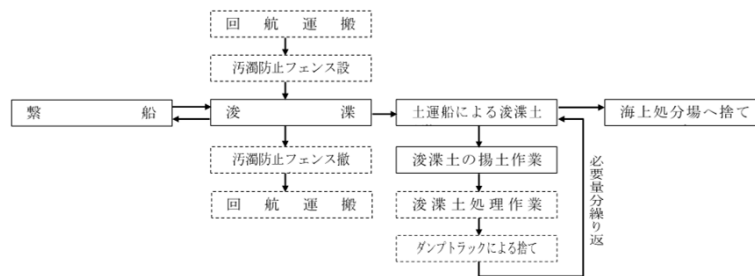 回航運搬
汚濁防止フェンス設
繋船
浚渫
土運船による浚渫土
海上処分場へ捨て
汚濁防止フェンス撤
浚渫土の揚土作業
回航運搬
浚渫土処理作業
ダンプトラックによる捨て
必要量分繰り返